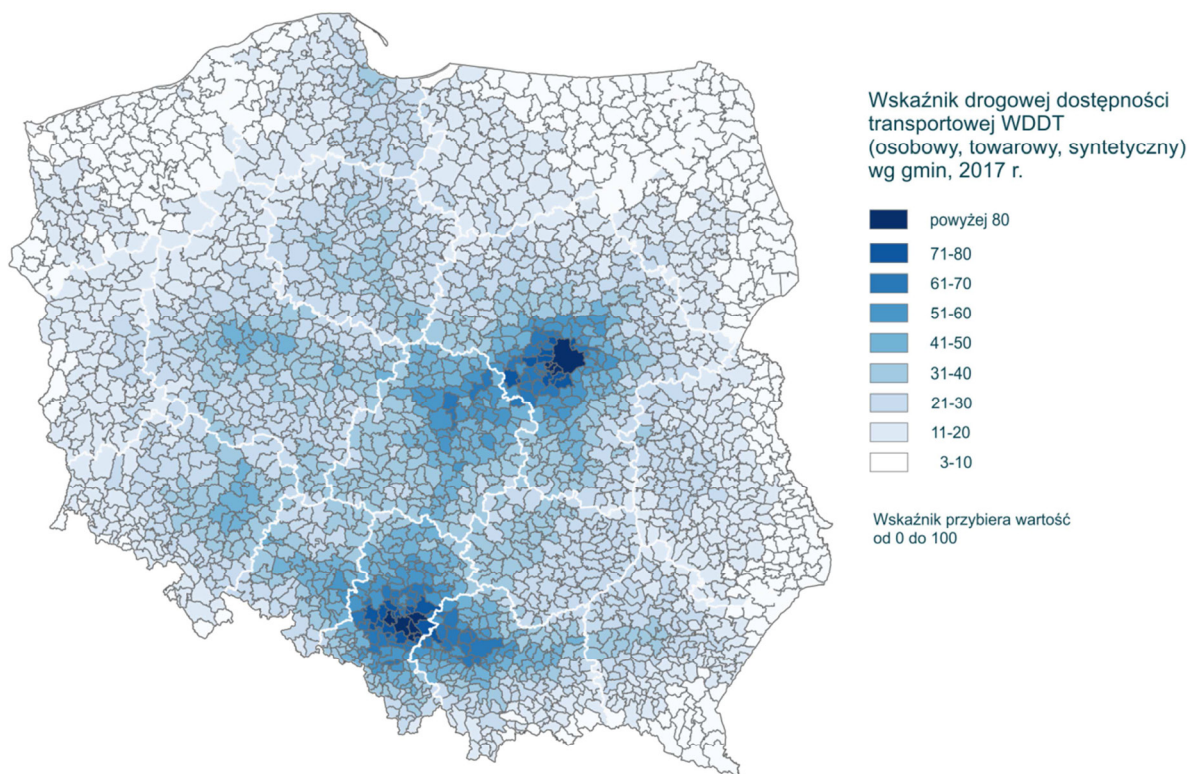 Wskaźnik drogowej dostępności
transportowej WDDT
(osobowy, towarowy, syntetyczny)
wg gmin, 2017 r.
powyżej 80
71-80
61-70
51-60
41-50
31-40
21-30
11-20
3-10
Wskaźnik przybiera wartość
od 0 do 100